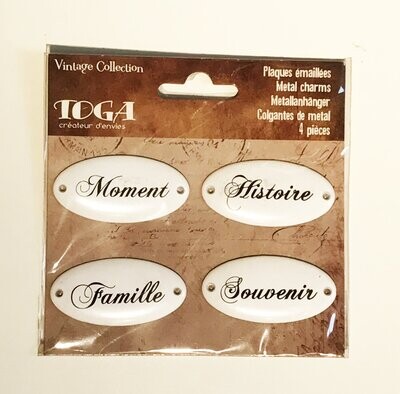 Vintage Collection
TOGA
créateur d'envies
Plaques émaillées
Metal charms
Metallanhänger
Colgantes de metal
4 pièces
Moment
Histoire
Famille
Souvenir